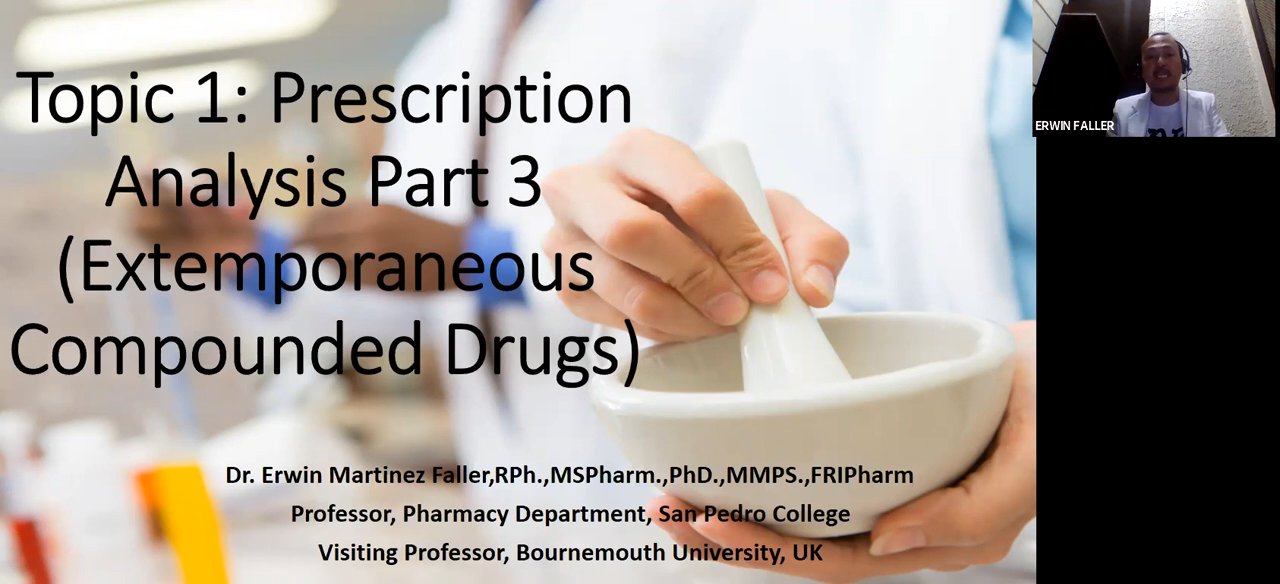 Topic 1: Prescription
Analysis Part 3
(Extemporaneous
Compounded Drugs)
Dr. Erwin Martinez Faller,RPh.,MSPharm.,PhD.,MMPS.,FRIPharm
Professor, Pharmacy Department, San Pedro College
Visiting Professor, Bournemouth University, UK
ERWIN FALLER